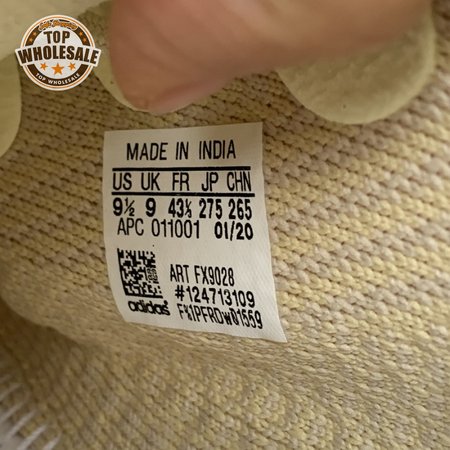 TOP
WHOLESALE
TOP WHOLESALE
MADE IN INDIA
US UK FR JP CHN
9½ 9 43⅓ 275 265
APC 011001 01/20
ART FX9028
#124713109
adidas